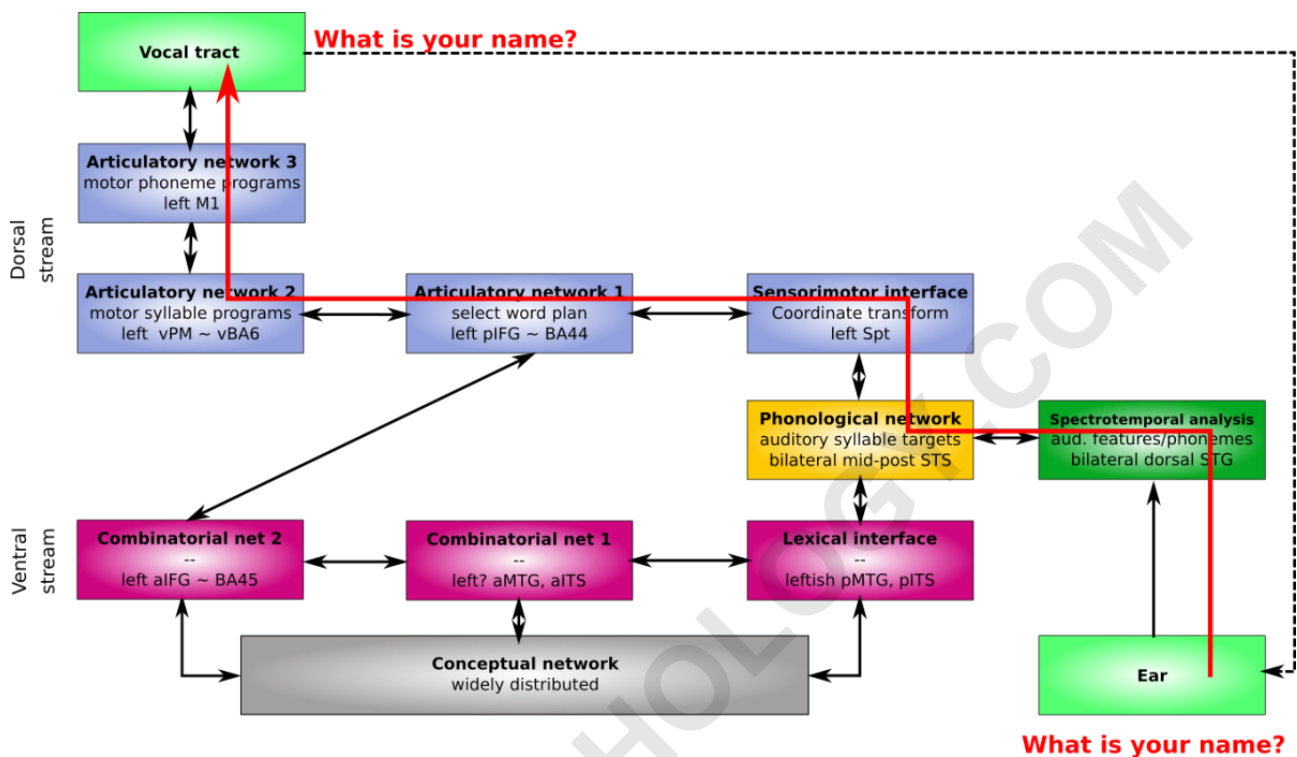 What is your name?
Vocal tract
Articulatory network 3
motor phoneme programs
left M1
Dorsal
stream
Articulatory network 2
motor syllable programs
left vPM ~ vBA6
Articulatory network 1
select word plan
left pIFG ~ BA44
Sensorimotor interface
Coordinate transform
left Spt
Phonological network
auditory syllable targets
bilateral mid-post STS
Spectrotemporal analysis
aud. features/phonemes
bilateral dorsal STG
Ventral
stream
Combinatorial net 2
--
left aIFG ~ BA45
Combinatorial net 1
--
left? aMTG, aITS
Lexical interface
--
leftish pMTG, pITS
Conceptual network
widely distributed
Ear
What is your name?
HOLOGY.COM